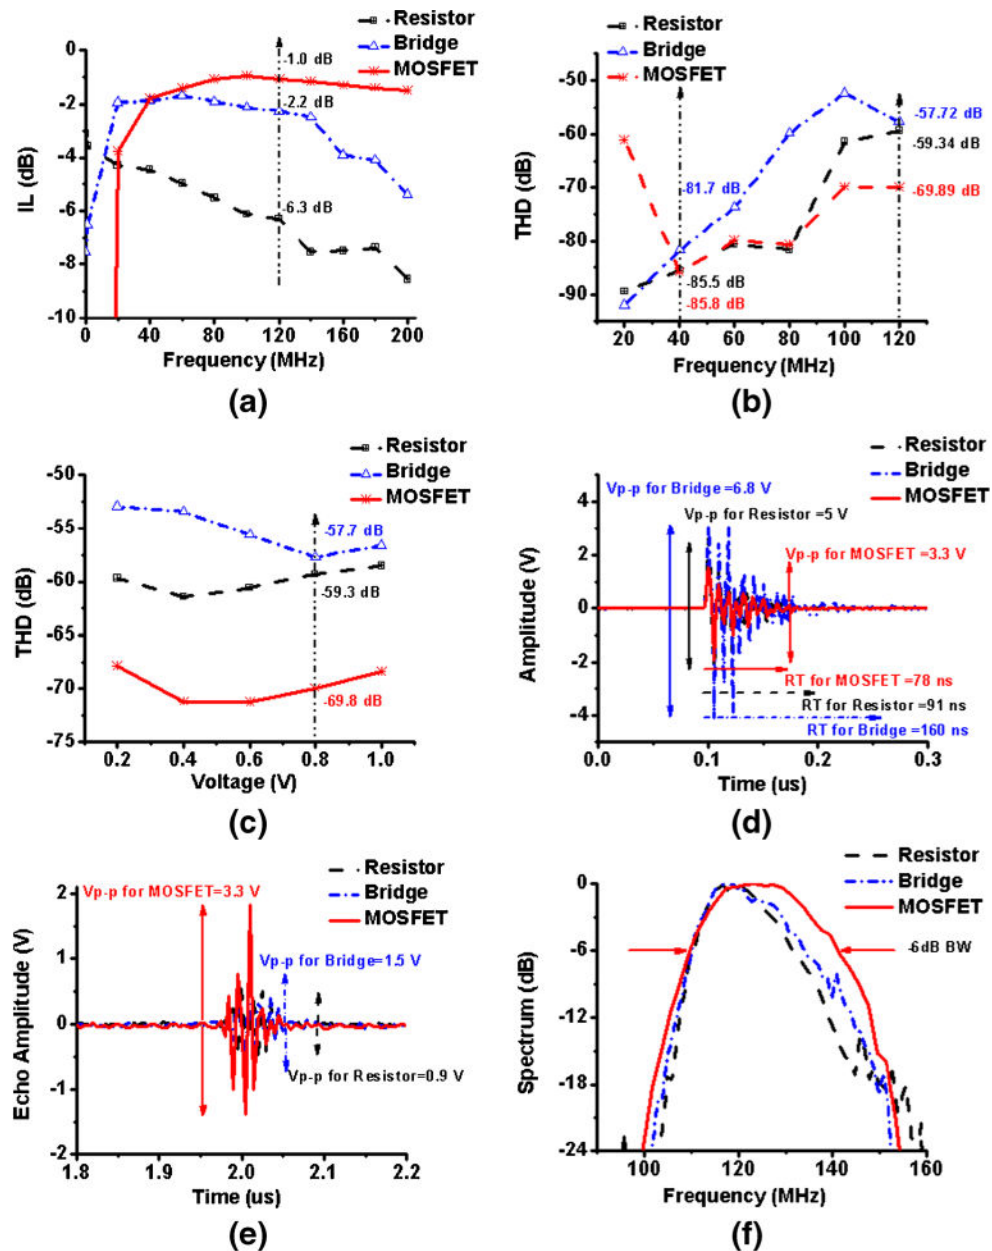 Resistor
Bridge
MOSFET
IL (dB)
0
-2
-4
-6
-8
-10
-1.0 dB
-2.2 dB
-6.3 dB
0 40 80 120 160 200
Frequency (MHz)
(a)
Resistor
Bridge
MOSFET
THD (dB)
-50
-60
-70
-80
-90
-57.72 dB
-59.34 dB
-81.7 dB
-69.89 dB
-85.5 dB
-85.8 dB
20 40 60 80 100 120
Frequency (MHz)
(b)
Resistor
Bridge
MOSFET
THD (dB)
-50
-55
-60
-65
-70
-75
-57.7 dB
-59.3 dB
-69.8 dB
0.2 0.4 0.6 0.8 1.0
Voltage (V)
(c)
Resistor
Bridge
MOSFET
Amplitude (V)
4
2
0
-2
-4
Vp-p for Bridge =6.8 V
Vp-p for Resistor =5 V
Vp-p for MOSFET =3.3 V
RT for MOSFET =78 ns
RT for Resistor =91 ns
RT for Bridge =160 ns
0.0 0.1 0.2 0.3
Time (us)
(d)
Resistor
Bridge
MOSFET
Echo Amplitude (V)
2
1
0
-1
-2
Vp-p for MOSFET=3.3 V
Vp-p for Bridge=1.5 V
Vp-p for Resistor=0.9 V
1.8 1.9 2.0 2.1 2.2
Time (us)
(e)
Resistor
Bridge
MOSFET
Spectrum (dB)
0
-6
-12
-18
-24
-6dB BW
100 120 140 160
Frequency (MHz)
(f)